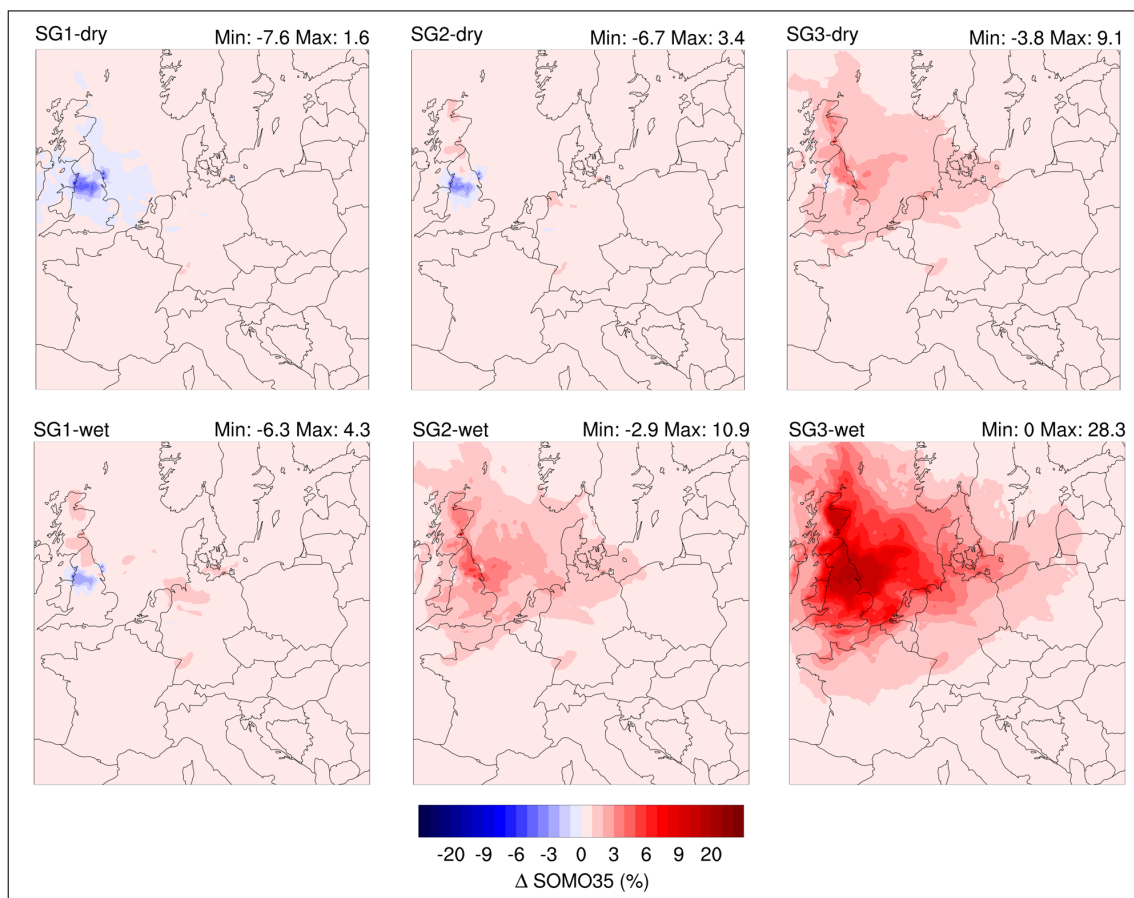 SG1-dry Min: -7.6 Max: 1.6
SG2-dry Min: -6.7 Max: 3.4
SG3-dry Min: -3.8 Max: 9.1
SG1-wet Min: -6.3 Max: 4.3
SG2-wet Min: -2.9 Max: 10.9
SG3-wet Min: 0 Max: 28.3
-20 -9 -6 -3 0 3 6 9 20
Δ SOMO35 (%)